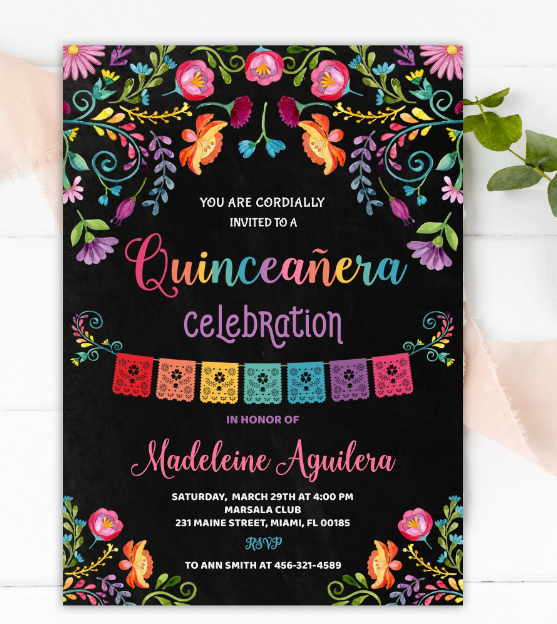 YOU ARE CORDIALLY
INVITED TO A
Quinceañera
celebration
IN HONOR OF
Madeleine Aguilera
SATURDAY, MARCH 29TH AT 4:00 PM
MARSALA CLUB
231 MAINE STREET, MIAMI, FL 00185
RSVP
TO ANN SMITH AT 456-321-4589